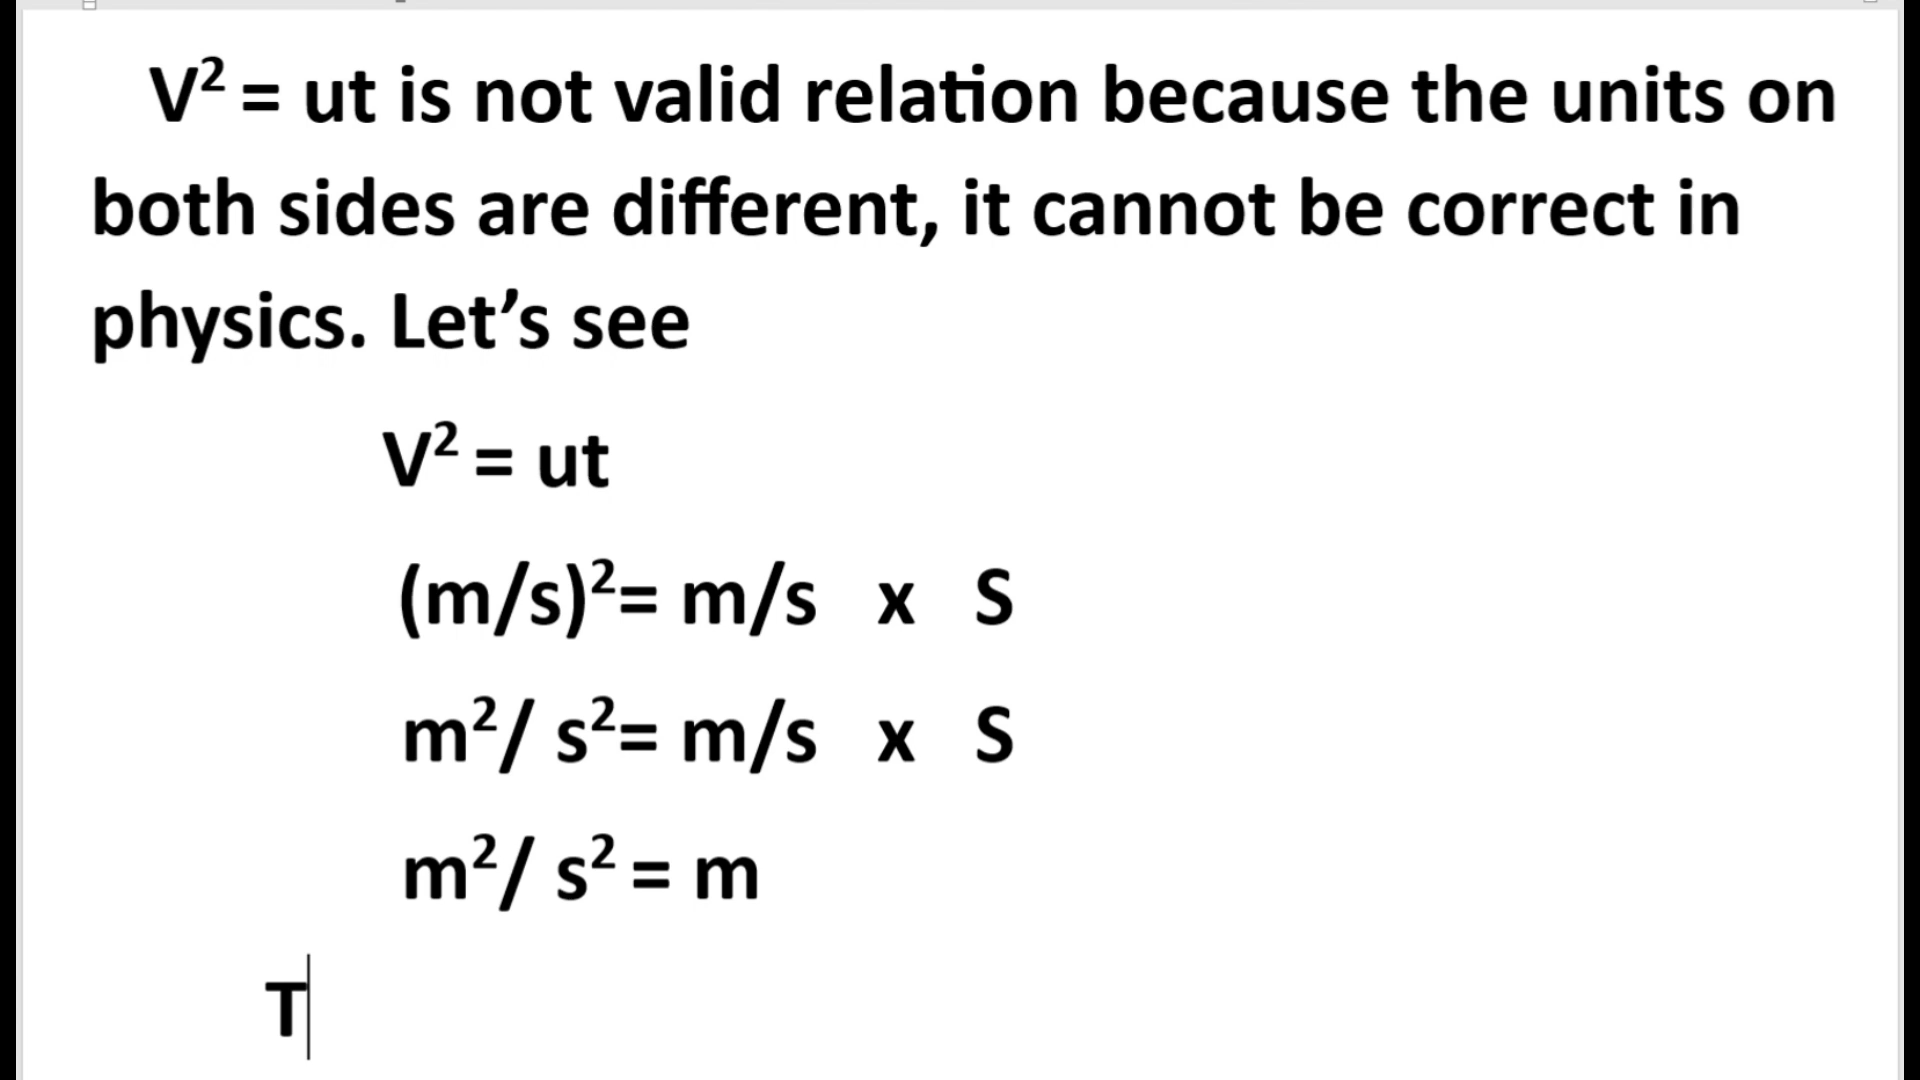 V² = ut is not valid relation because the units on
both sides are different, it cannot be correct in
physics. Let’s see
V² = ut
(m/s)²= m/s x S
m²/ s²= m/s x S
m²/ s² = m
T